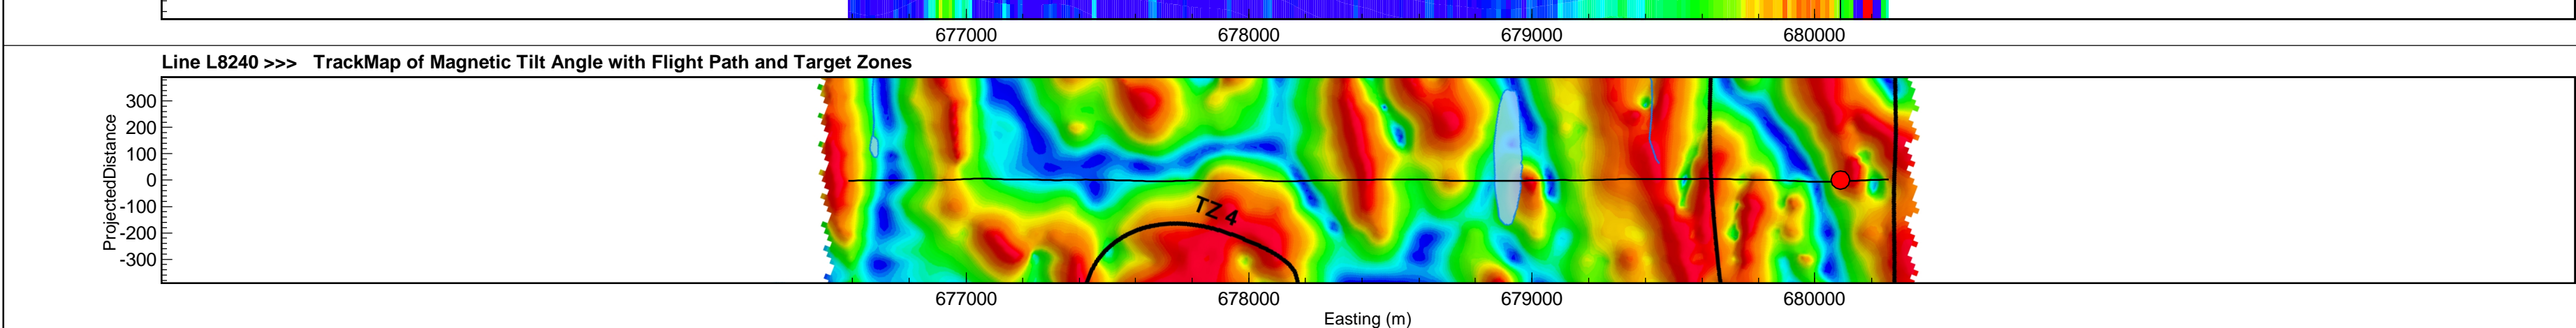 677000 678000 679000 680000
Line L8240 >>> TrackMap of Magnetic Tilt Angle with Flight Path and Target Zones
ProjectedDistance
300
200
100
0
-100
-200
-300
TZ 4
677000 678000 679000 680000
Easting (m)